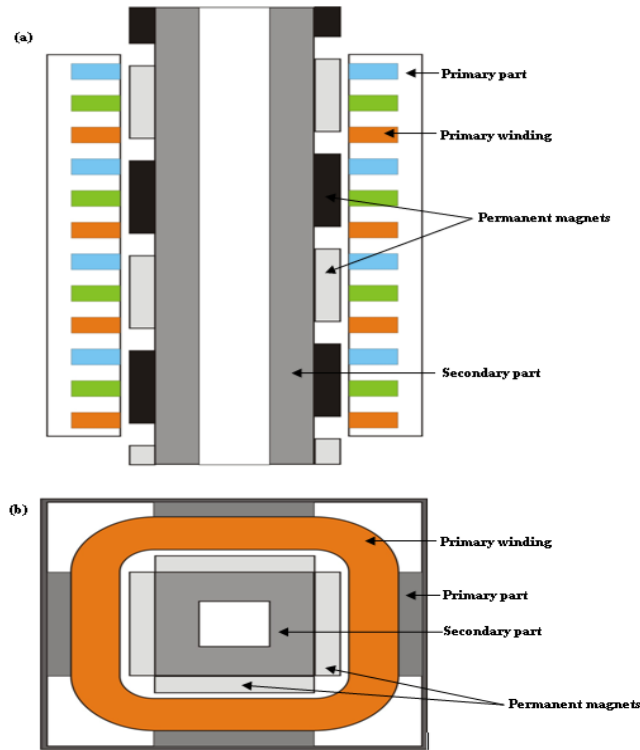 (a)
Primary part
Primary winding
Permanent magnets
Secondary part
(b)
Primary winding
Primary part
Secondary part
Permanent magnets